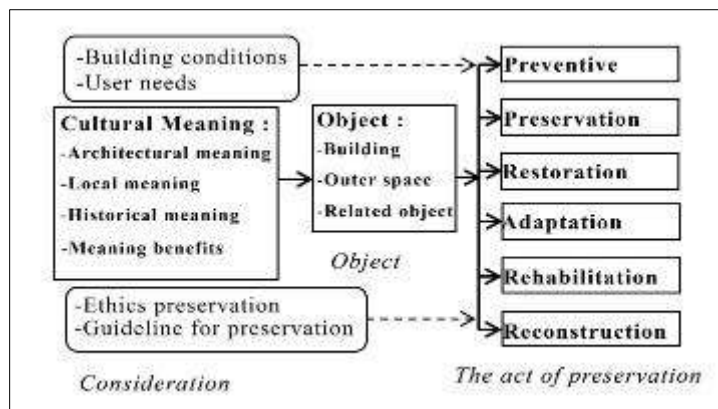 -Building conditions
-User needs
Cultural Meaning :
-Architectural meaning
-Local meaning
-Historical meaning
-Meaning benefits
-Ethics preservation
-Guideline for preservation
Consideration
Object :
-Building
-Outer space
-Related object
Object
Preventive
Preservation
Restoration
Adaptation
Rehabilitation
Reconstruction
The act of preservation